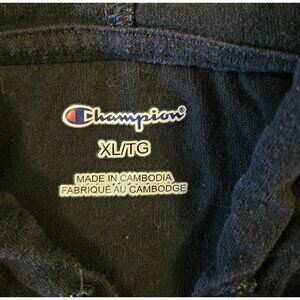 Champion®
XL/TG
MADE IN CAMBODIA
FABRIQUÉ AU CAMBODGE